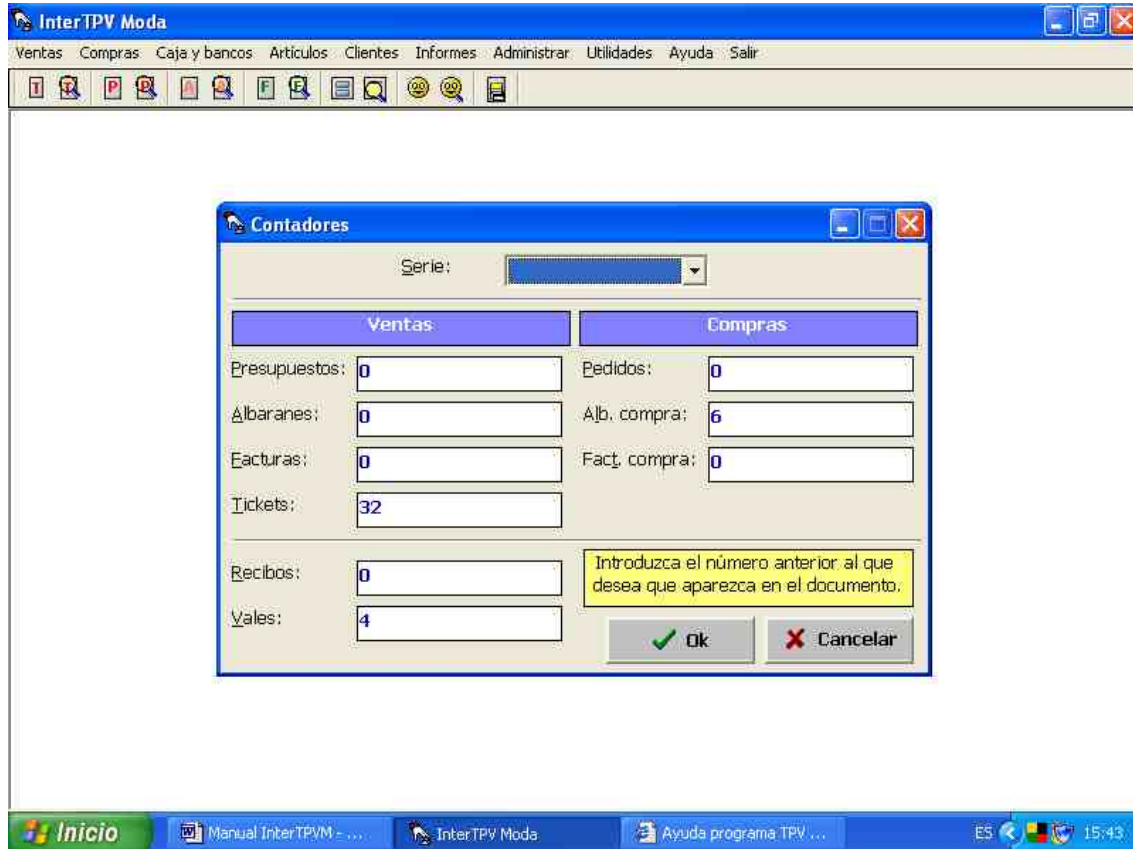 InterTPV Moda
Ventas Compras Caja y bancos Artículos Clientes Informes Administrar Utilidades Ayuda Salir
T T P P A A F F
Contadores
Serie:
Ventas Compras
Presupuestos: 0 Pedidos: 0
Albaranes: 0 Alb. compra: 6
Facturas: 0 Fact. compra: 0
Tickets: 32
Recibos: 0
Introduzca el número anterior al que
desea que aparezca en el documento.
Vales: 4
Ok Cancelar
Inicio Manual InterTPVM - ... InterTPV Moda Ayuda programa TPV ... ES 15:43